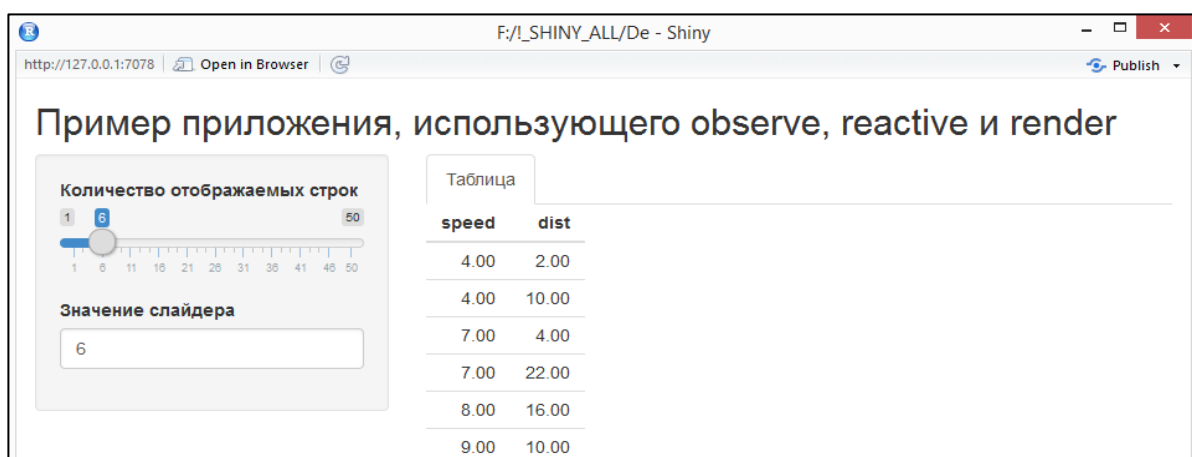 R
F:/!_SHINY_ALL/De - Shiny
http://127.0.0.1:7078 Open in Browser Publish
Пример приложения, использующего observe, reactive и render
Количество отображаемых строк
1 6 50
1 6 11 16 21 26 31 36 41 46 50
Значение слайдера
6
Таблица
speed dist
4.00 2.00
4.00 10.00
7.00 4.00
7.00 22.00
8.00 16.00
9.00 10.00